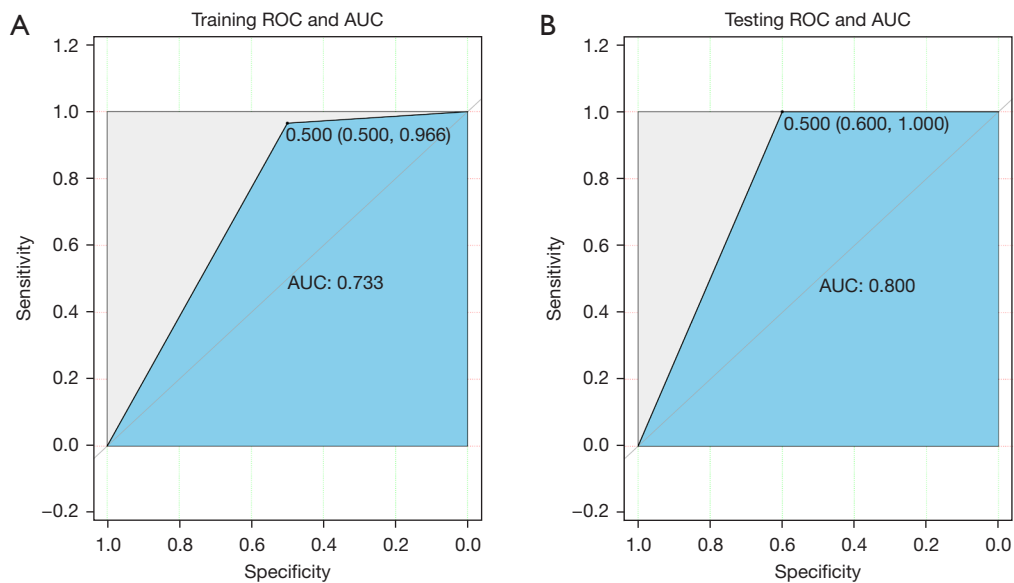 A
Training ROC and AUC
1.2
1.0
0.8
0.6
0.4
0.2
0.0
−0.2
Sensitivity
0.500 (0.500, 0.966)
AUC: 0.733
1.0 0.8 0.6 0.4 0.2 0.0
Specificity
B
Testing ROC and AUC
1.2
1.0
0.8
0.6
0.4
0.2
0.0
−0.2
Sensitivity
0.500 (0.600, 1.000)
AUC: 0.800
1.0 0.8 0.6 0.4 0.2 0.0
Specificity